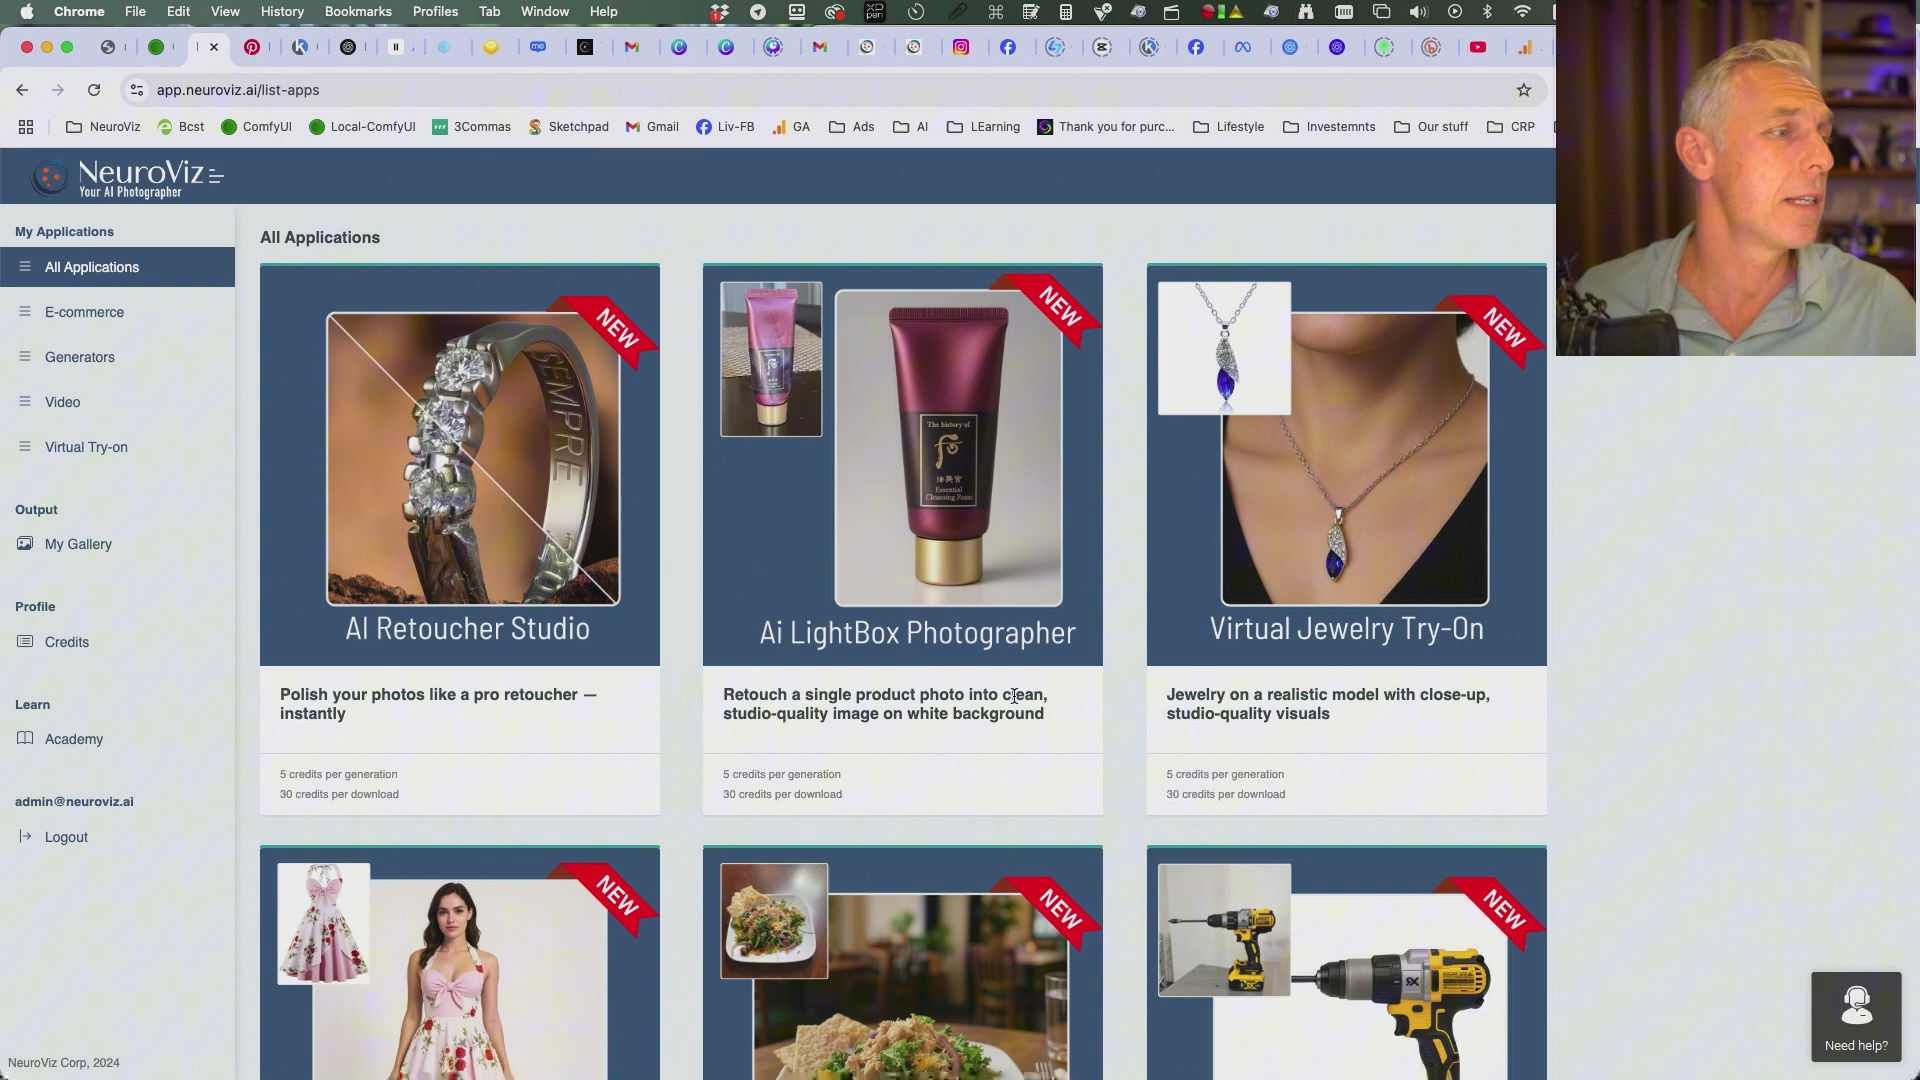 Chrome File Edit View History Bookmarks Profiles Tab Window Help
app.neuroviz.ai/list-apps
NeuroViz Bcst ComfyUI Local-ComfyUI 3Commas Sketchpad Gmail Liv-FB GA Ads AI LEarning Thank you for purc... Lifestyle Investemnts Our stuff CRP
NeuroViz
Your AI Photographer
My Applications
All Applications
E-commerce
Generators
Video
Virtual Try-on
Output
My Gallery
Profile
Credits
Learn
Academy
admin@neuroviz.ai
Logout
NeuroViz Corp, 2024
All Applications
NEW
SEMPRE
AI Retoucher Studio
Polish your photos like a pro retoucher —
instantly
5 credits per generation
30 credits per download
NEW
The history of
Essential
Cleansing Foam
Ai LightBox Photographer
Retouch a single product photo into clean,
studio-quality image on white background
5 credits per generation
30 credits per download
NEW
Virtual Jewelry Try-On
Jewelry on a realistic model with close-up,
studio-quality visuals
5 credits per generation
30 credits per download
NEW
NEW
NEW
Need help?